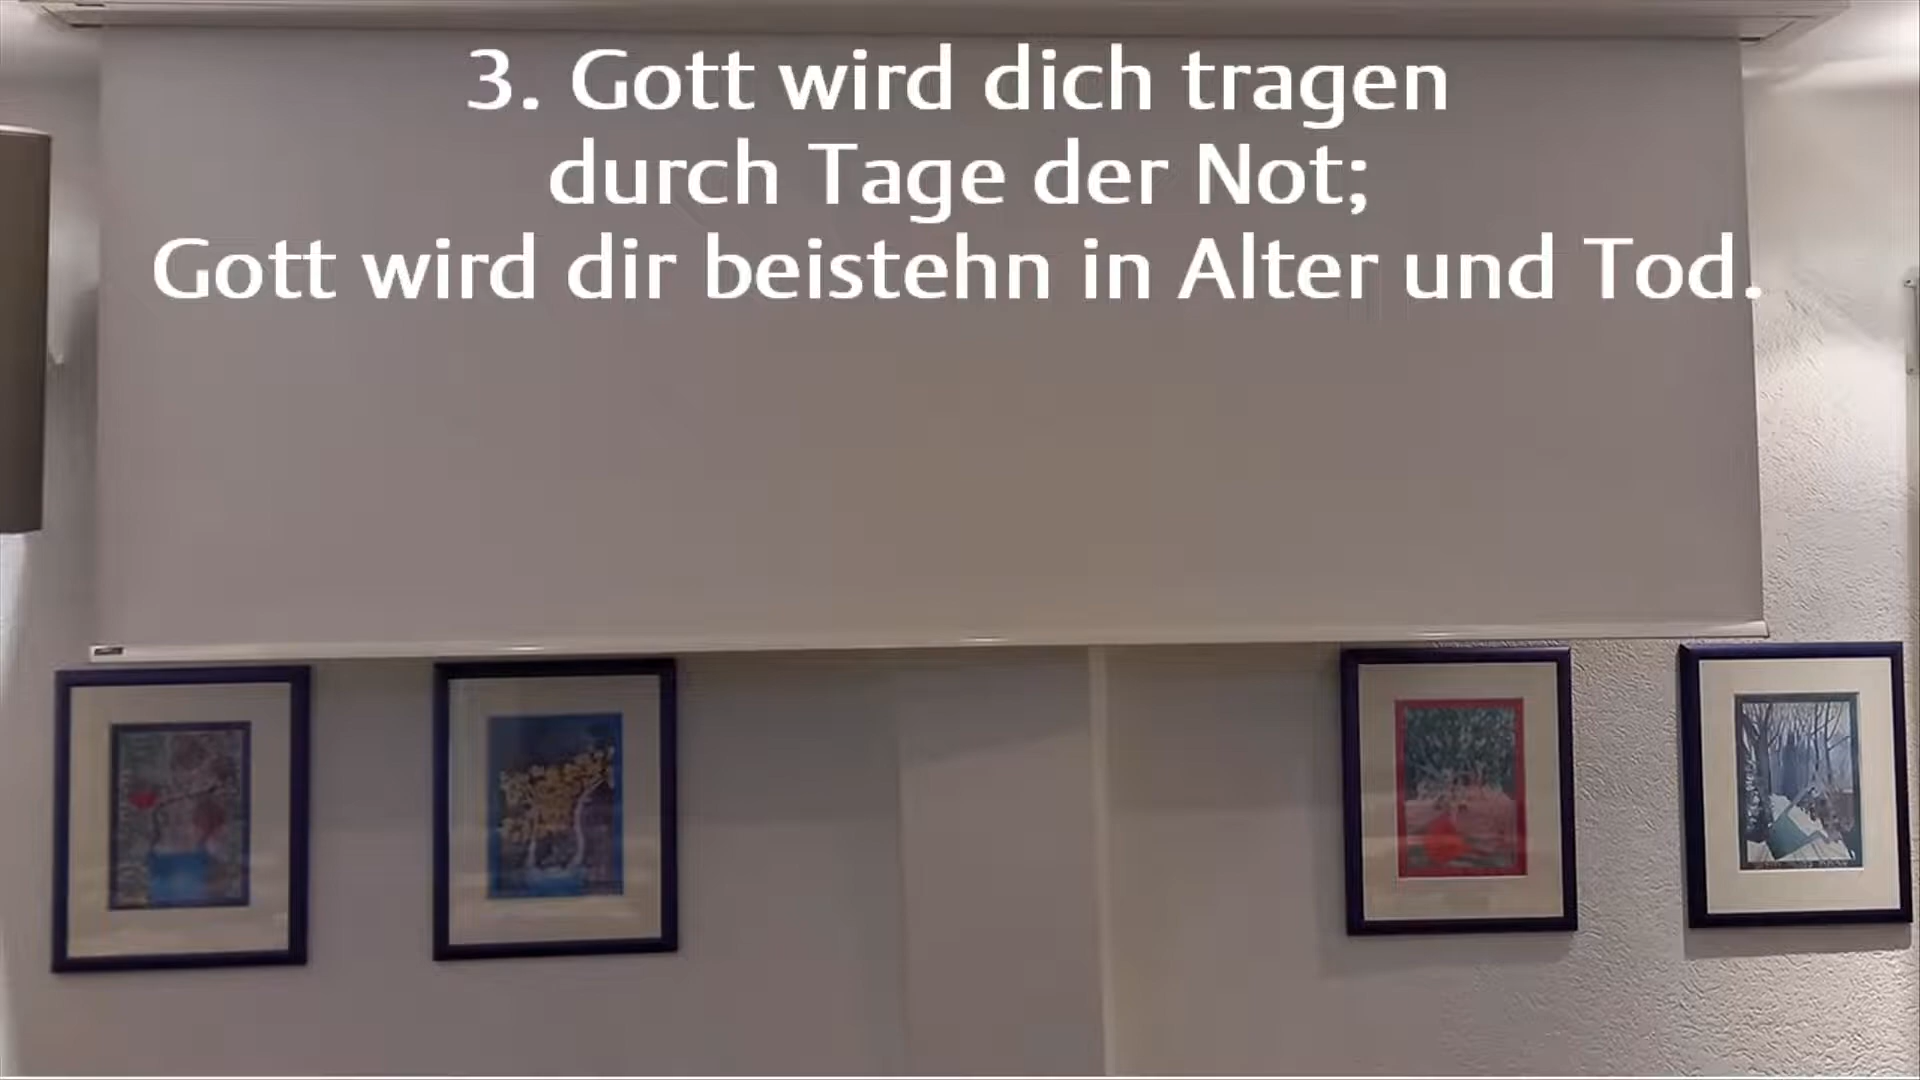 3. Gott wird dich tragen
durch Tage der Not;
Gott wird dir beistehn in Alter und Tod.